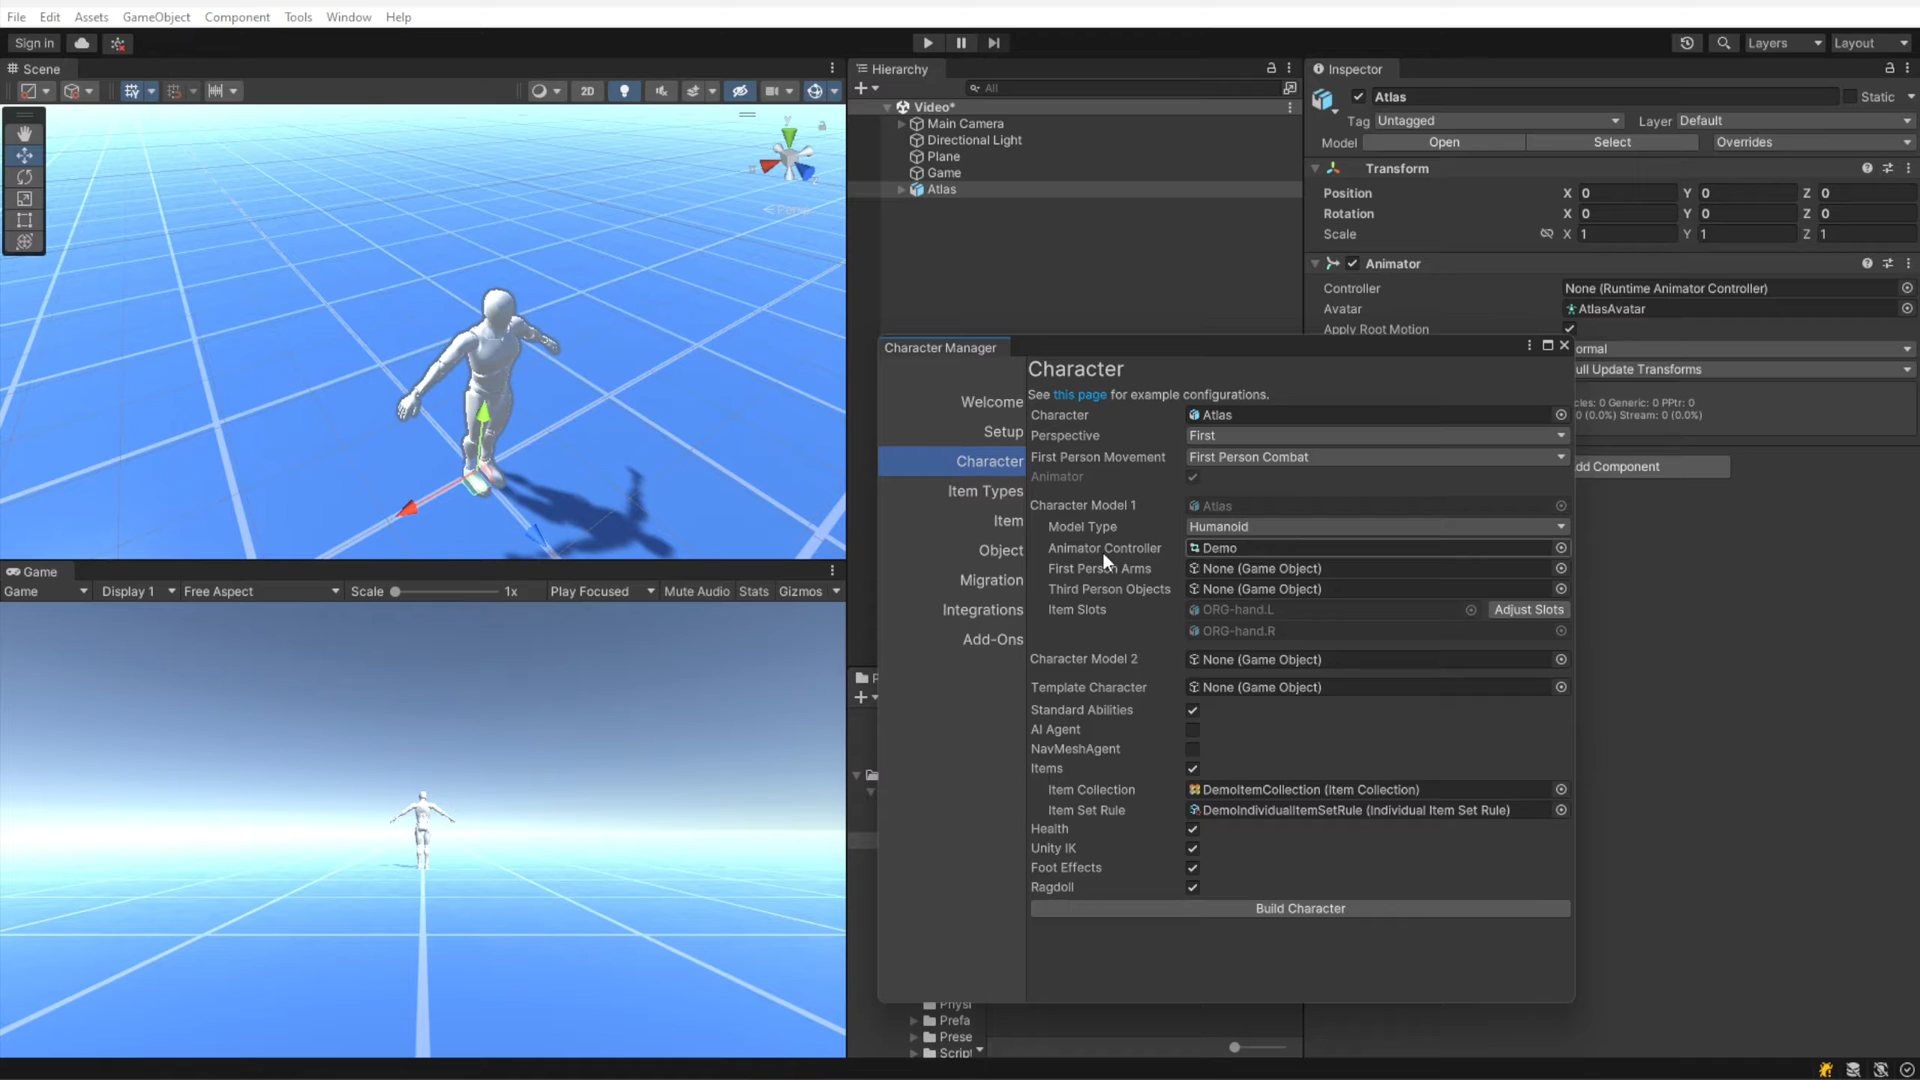 File Edit Assets GameObject Component Tools Window Help
Sign in
Layers Layout
Scene
2D
y
x
z
Persp
Hierarchy
All
Video*
Main Camera
Directional Light
Plane
Game
Atlas
Inspector
Atlas Static
Tag Untagged Layer Default
Model Open Select Overrides
Transform
Position X 0 Y 0 Z 0
Rotation X 0 Y 0 Z 0
Scale X 1 Y 1 Z 1
Animator
Controller None (Runtime Animator Controller)
Avatar AtlasAvatar
Apply Root Motion
ormal
ull Update Transforms
cles: 0 Generic: 0 PPtr: 0
0 (0.0%) Stream: 0 (0.0%)
dd Component
Character Manager
Welcome
Setup
Character
Item Types
Item
Object
Migration
Integrations
Add-Ons
Character
See this page for example configurations.
Character Atlas
Perspective First
First Person Movement First Person Combat
Animator
Character Model 1 Atlas
Model Type Humanoid
Animator Controller Demo
First Person Arms None (Game Object)
Third Person Objects None (Game Object)
Item Slots ORG-hand.L Adjust Slots
ORG-hand.R
Character Model 2 None (Game Object)
Template Character None (Game Object)
Standard Abilities
AI Agent
NavMeshAgent
Items
Item Collection DemoItemCollection (Item Collection)
Item Set Rule DemoIndividualItemSetRule (Individual Item Set Rule)
Health
Unity IK
Foot Effects
Ragdoll
Build Character
Game
Game Display 1 Free Aspect Scale 1x Play Focused Mute Audio Stats Gizmos
P
Physi
Prefa
Prese
Script